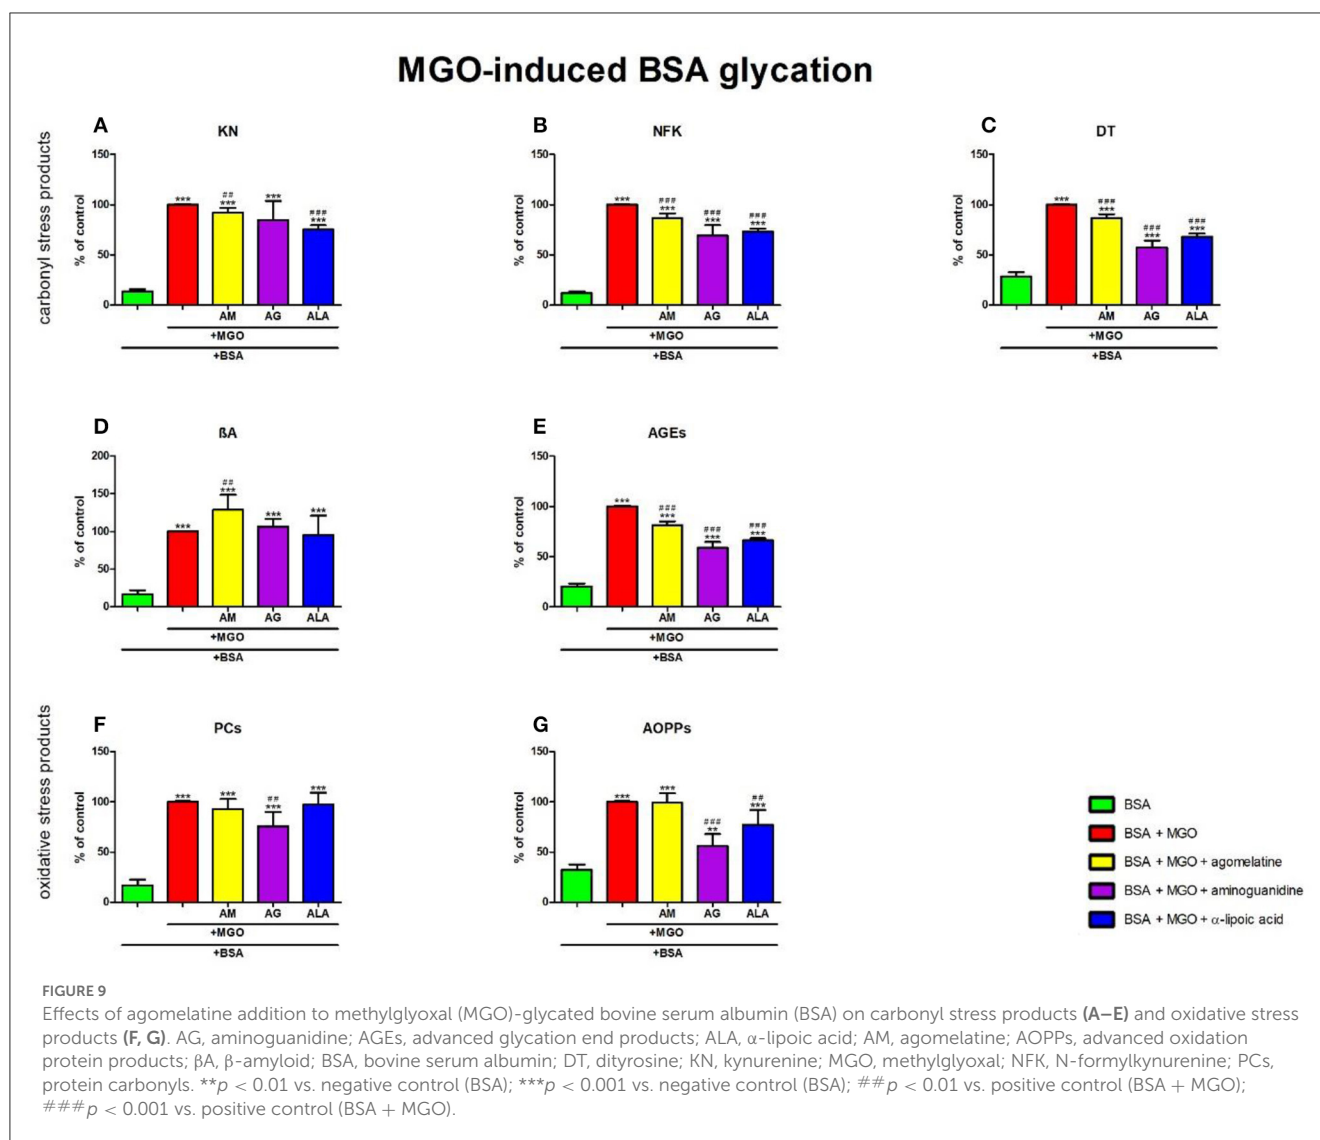 MGO-induced BSA glycation
carbonyl stress products
A
KN
% of control
150
100
50
0
***
##
***
***
###
***
AM AG ALA
+MGO
+BSA
B
NFK
% of control
150
100
50
0
***
###
***
###
***
###
***
AM AG ALA
+MGO
+BSA
C
DT
% of control
150
100
50
0
***
###
***
###
***
###
***
AM AG ALA
+MGO
+BSA
D
ßA
% of control
200
150
100
50
0
***
##
***
***
***
AM AG ALA
+MGO
+BSA
E
AGEs
% of control
150
100
50
0
***
###
***
###
***
###
***
AM AG ALA
+MGO
+BSA
oxidative stress products
F
PCs
% of control
150
100
50
0
***
***
##
***
***
AM AG ALA
+MGO
+BSA
G
AOPPs
% of control
150
100
50
0
***
***
###
**
##
***
AM AG ALA
+MGO
+BSA
BSA
BSA + MGO
BSA + MGO + agomelatine
BSA + MGO + aminoguanidine
BSA + MGO + α-lipoic acid
FIGURE 9
Effects of agomelatine addition to methylglyoxal (MGO)-glycated bovine serum albumin (BSA) on carbonyl stress products (A–E) and oxidative stress
products (F, G). AG, aminoguanidine; AGEs, advanced glycation end products; ALA, α-lipoic acid; AM, agomelatine; AOPPs, advanced oxidation
protein products; βA, β-amyloid; BSA, bovine serum albumin; DT, dityrosine; KN, kynurenine; MGO, methylglyoxal; NFK, N-formylkynurenine; PCs,
protein carbonyls. **p < 0.01 vs. negative control (BSA); ***p < 0.001 vs. negative control (BSA); ##p < 0.01 vs. positive control (BSA + MGO);
###p < 0.001 vs. positive control (BSA + MGO).